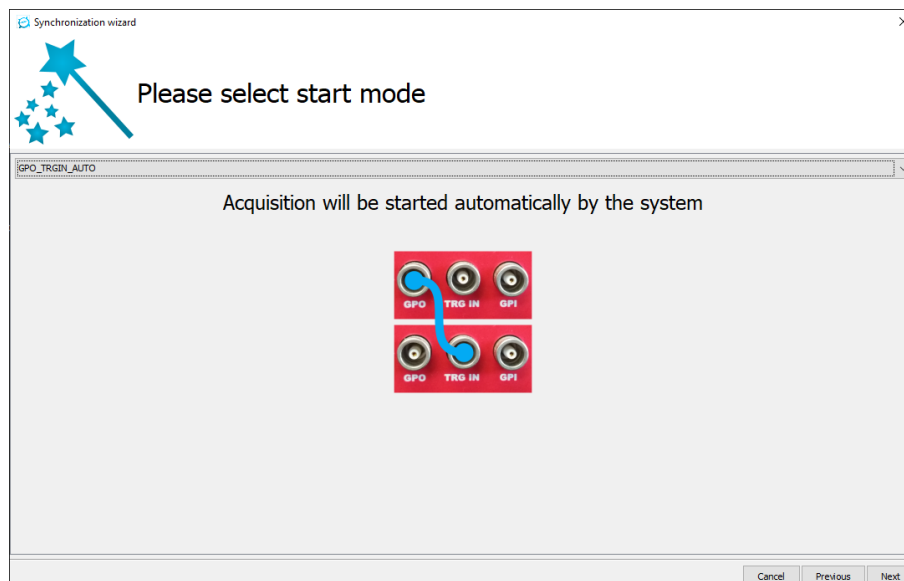 Synchronization wizard
Please select start mode
GPO_TRGIN_AUTO
Acquisition will be started automatically by the system
GPO TRG IN GPI
GPO TRG IN GPI
Cancel Previous Next